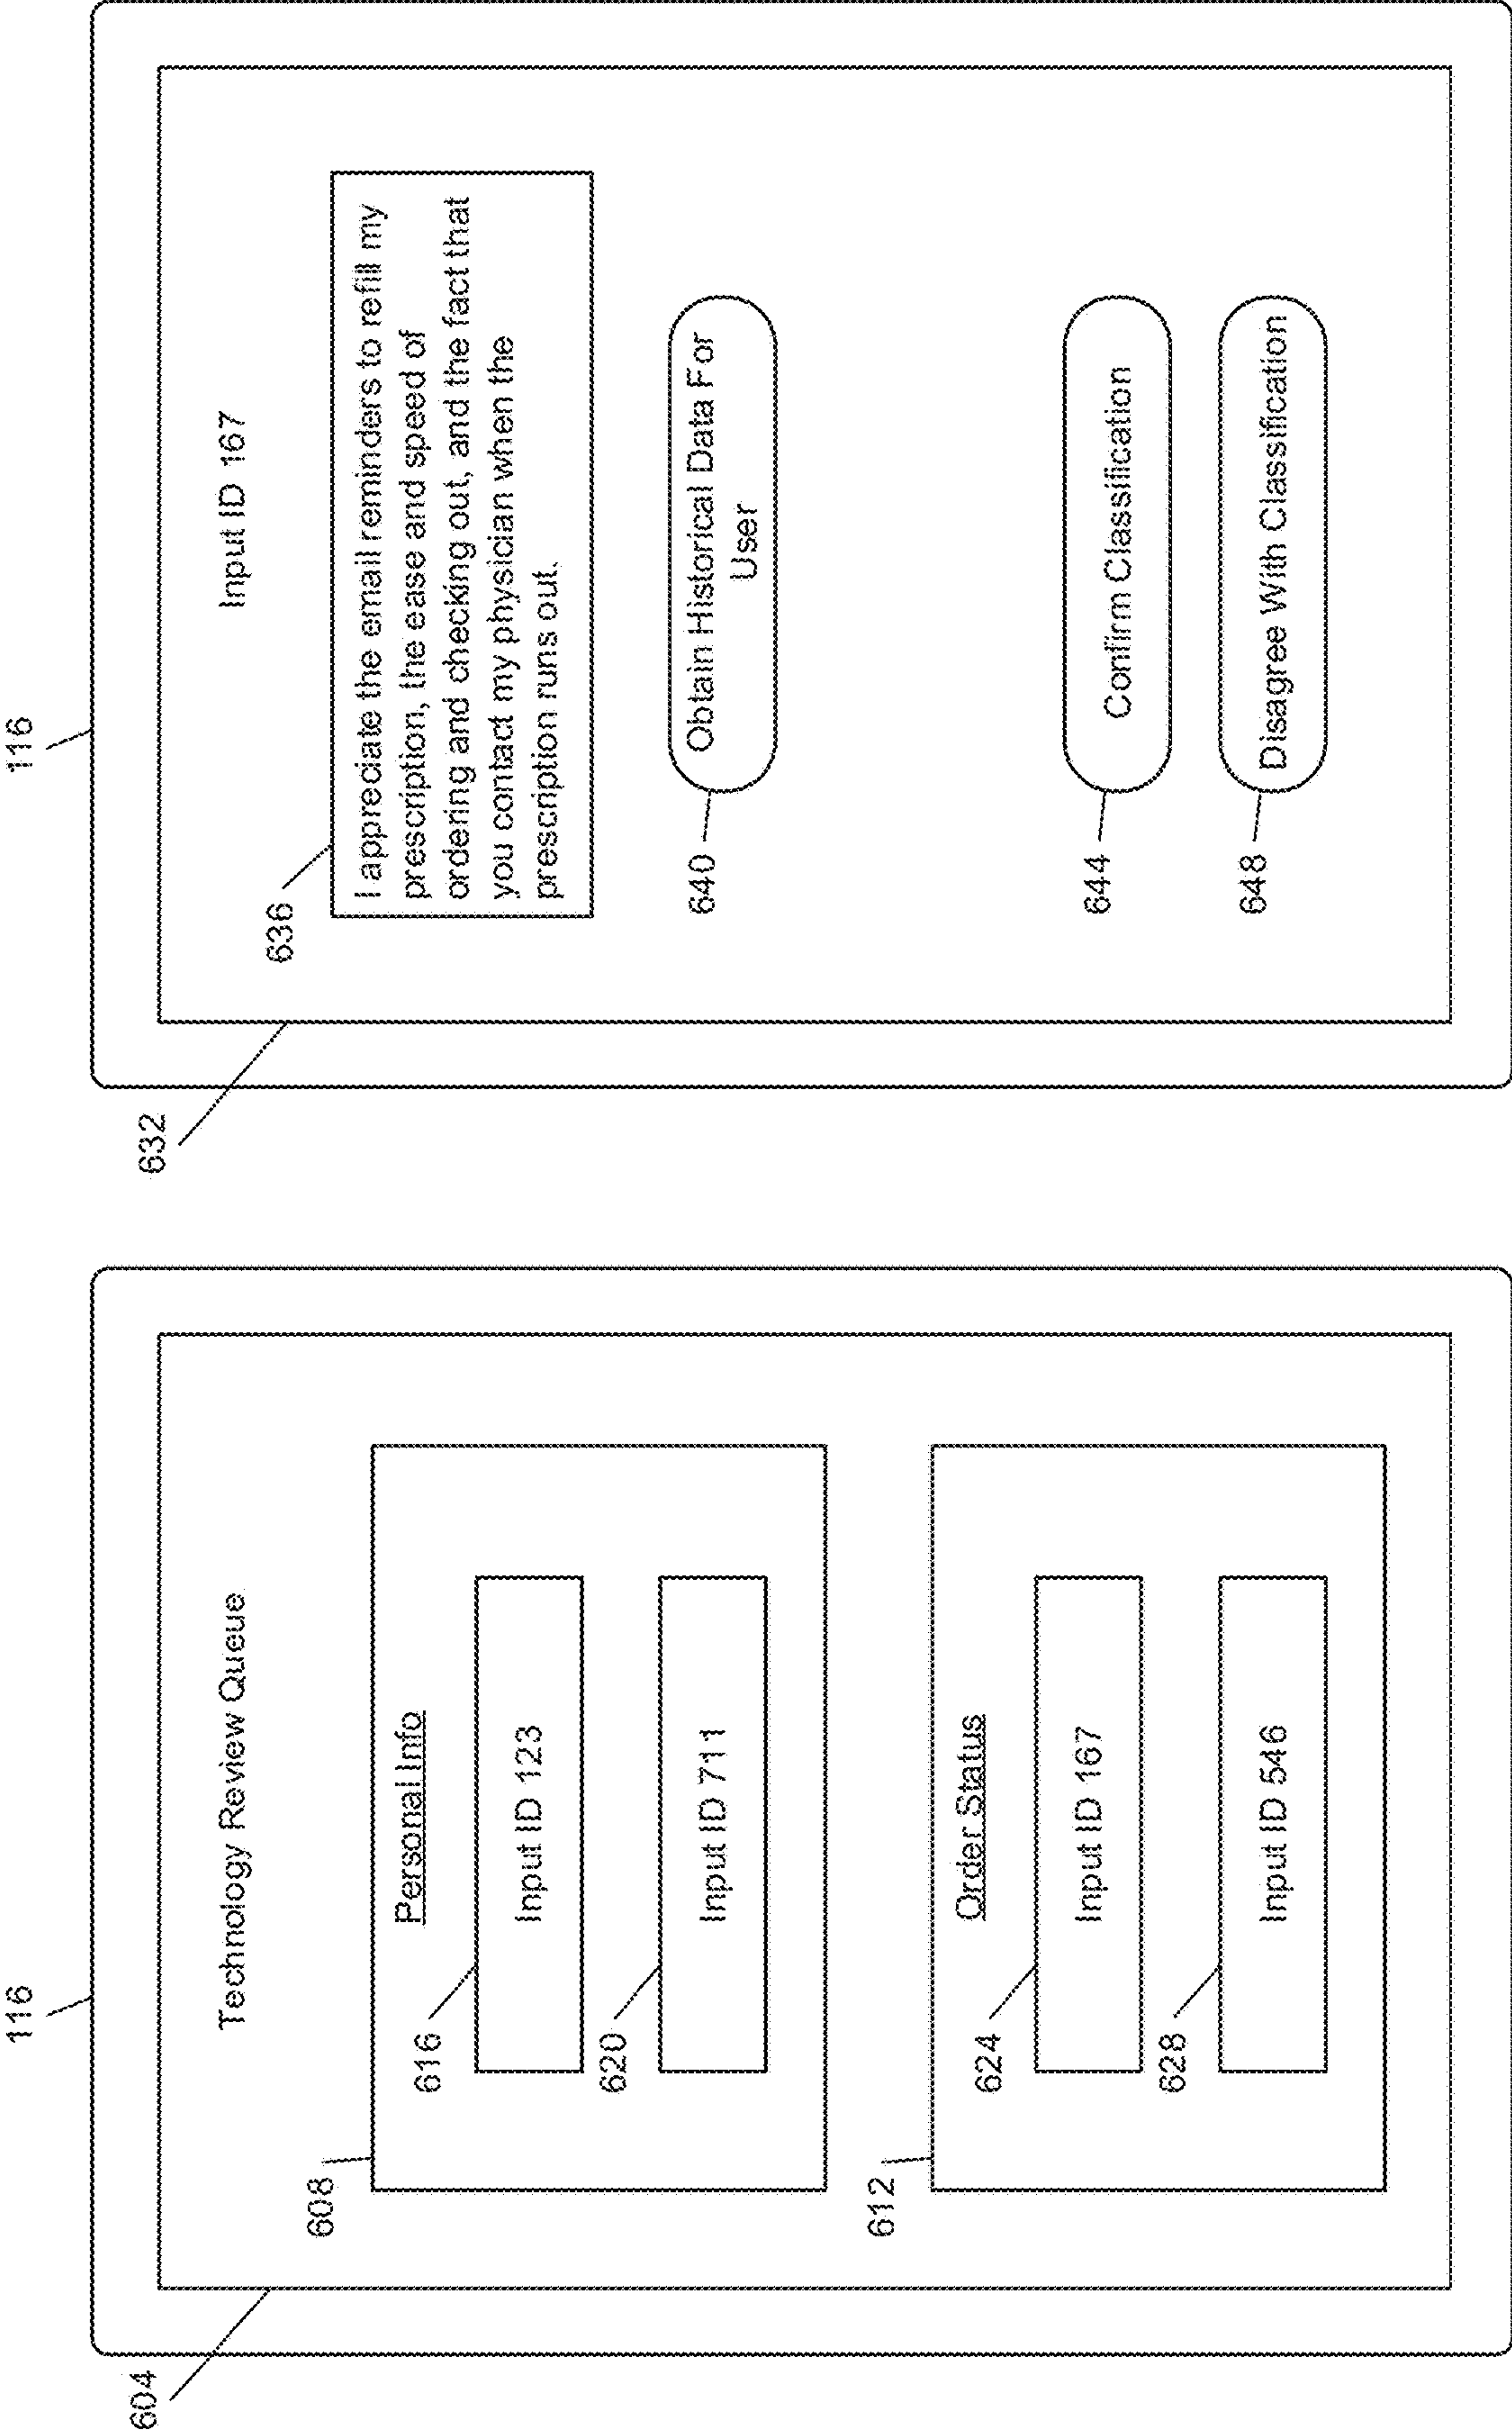 116
604
Technology Review Queue
608
Personal Info
616
Input ID 123
620
Input ID 711
612
Order Status
624
Input ID 167
628
Input ID 546
116
632
Input ID 167
636
I appreciate the email reminders to refill my
prescription, the ease and speed of
ordering and checking out, and the fact that
you contact my physician when the
prescription runs out.
640
Obtain Historical Data For
User
644
Confirm Classification
648
Disagree With Classification